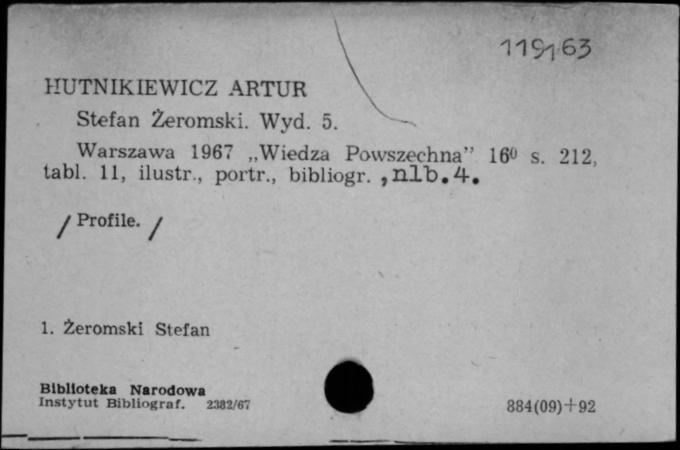 119163
HUTNIKIEWICZ ARTUR
Stefan Żeromski. Wyd. 5.
Warszawa 1967 „Wiedza Powszechna” 16⁰ s. 212,
tabl. 11, ilustr., portr., bibliogr. , nlb. 4.
/ Profile. /
1. Żeromski Stefan
Biblioteka Narodowa
Instytut Bibliograf. 2382/67
884(09)+92